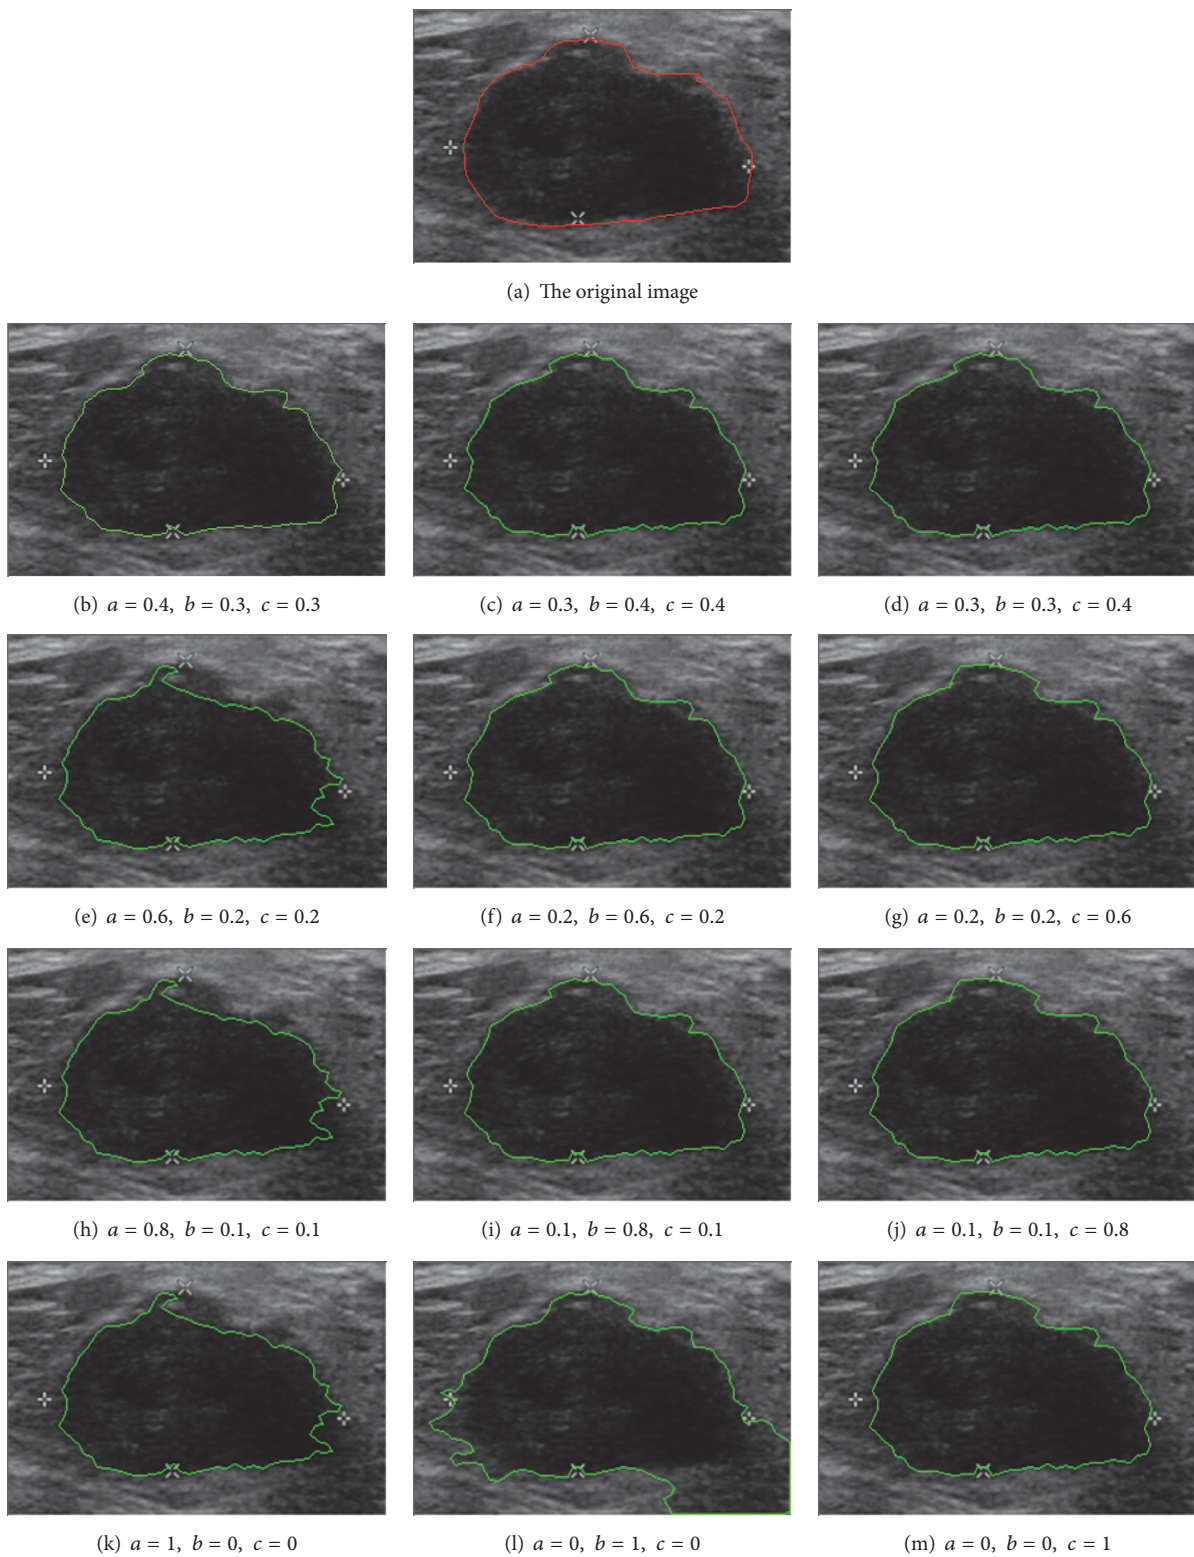 (a) The original image
(b) a = 0.4, b = 0.3, c = 0.3
(c) a = 0.3, b = 0.4, c = 0.4
(d) a = 0.3, b = 0.3, c = 0.4
(e) a = 0.6, b = 0.2, c = 0.2
(f) a = 0.2, b = 0.6, c = 0.2
(g) a = 0.2, b = 0.2, c = 0.6
(h) a = 0.8, b = 0.1, c = 0.1
(i) a = 0.1, b = 0.8, c = 0.1
(j) a = 0.1, b = 0.1, c = 0.8
(k) a = 1, b = 0, c = 0
(l) a = 0, b = 1, c = 0
(m) a = 0, b = 0, c = 1